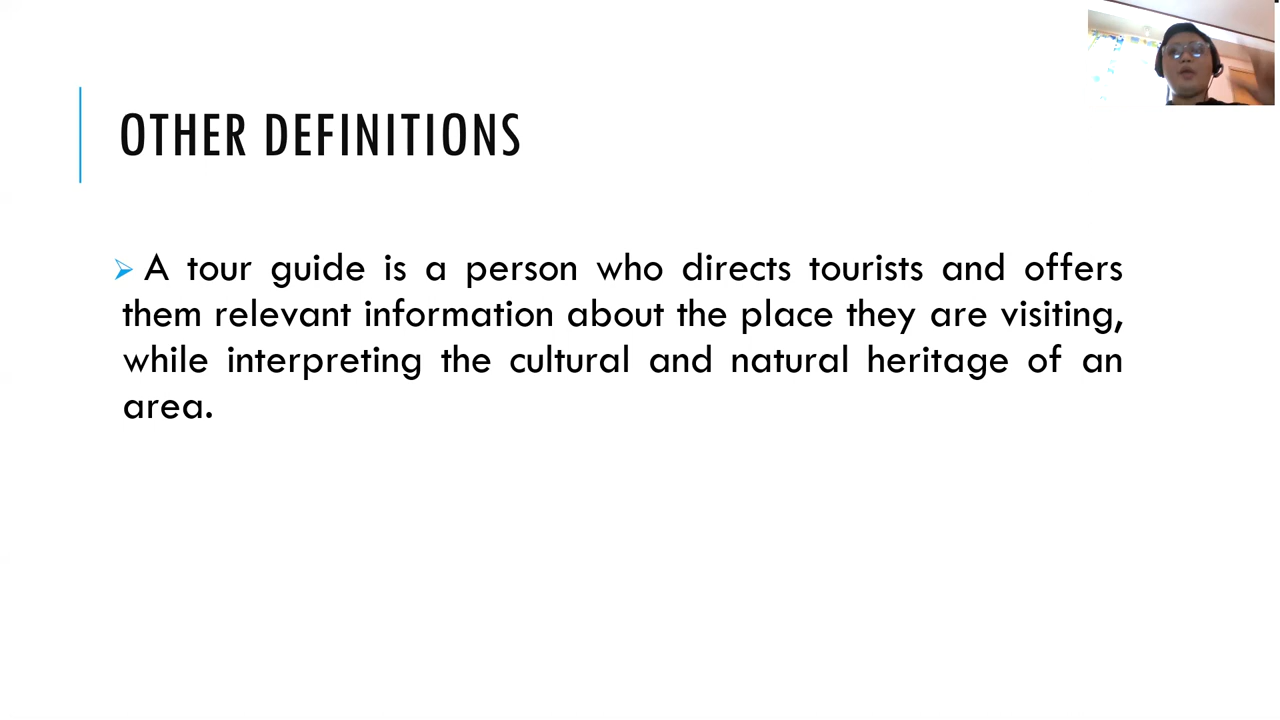 OTHER DEFINITIONS
A tour guide is a person who directs tourists and offers
them relevant information about the place they are visiting,
while interpreting the cultural and natural heritage of an
area.